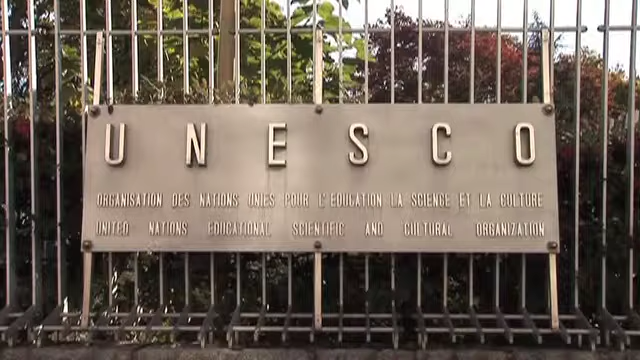 UNESCO
ORGANISATION DES NATIONS UNIES POUR L'EDUCATION LA SCIENCE ET LA CULTURE
UNITED NATIONS EDUCATIONAL SCIENTIFIC AND CULTURAL ORGANIZATION